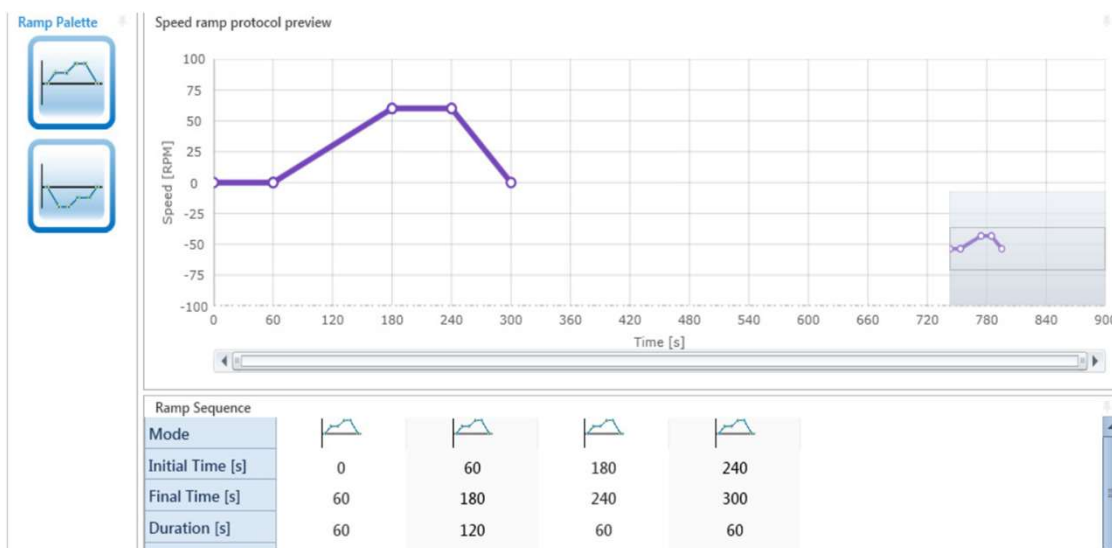 Ramp Palette
Speed ramp protocol preview
100
75
50
25
0
-25
-50
-75
-100
Speed [RPM]
0 60 120 180 240 300 360 420 480 540 600 660 720 780 840 900
Time [s]
Ramp Sequence
Mode
Initial Time [s] 0 60 180 240
Final Time [s] 60 180 240 300
Duration [s] 60 120 60 60